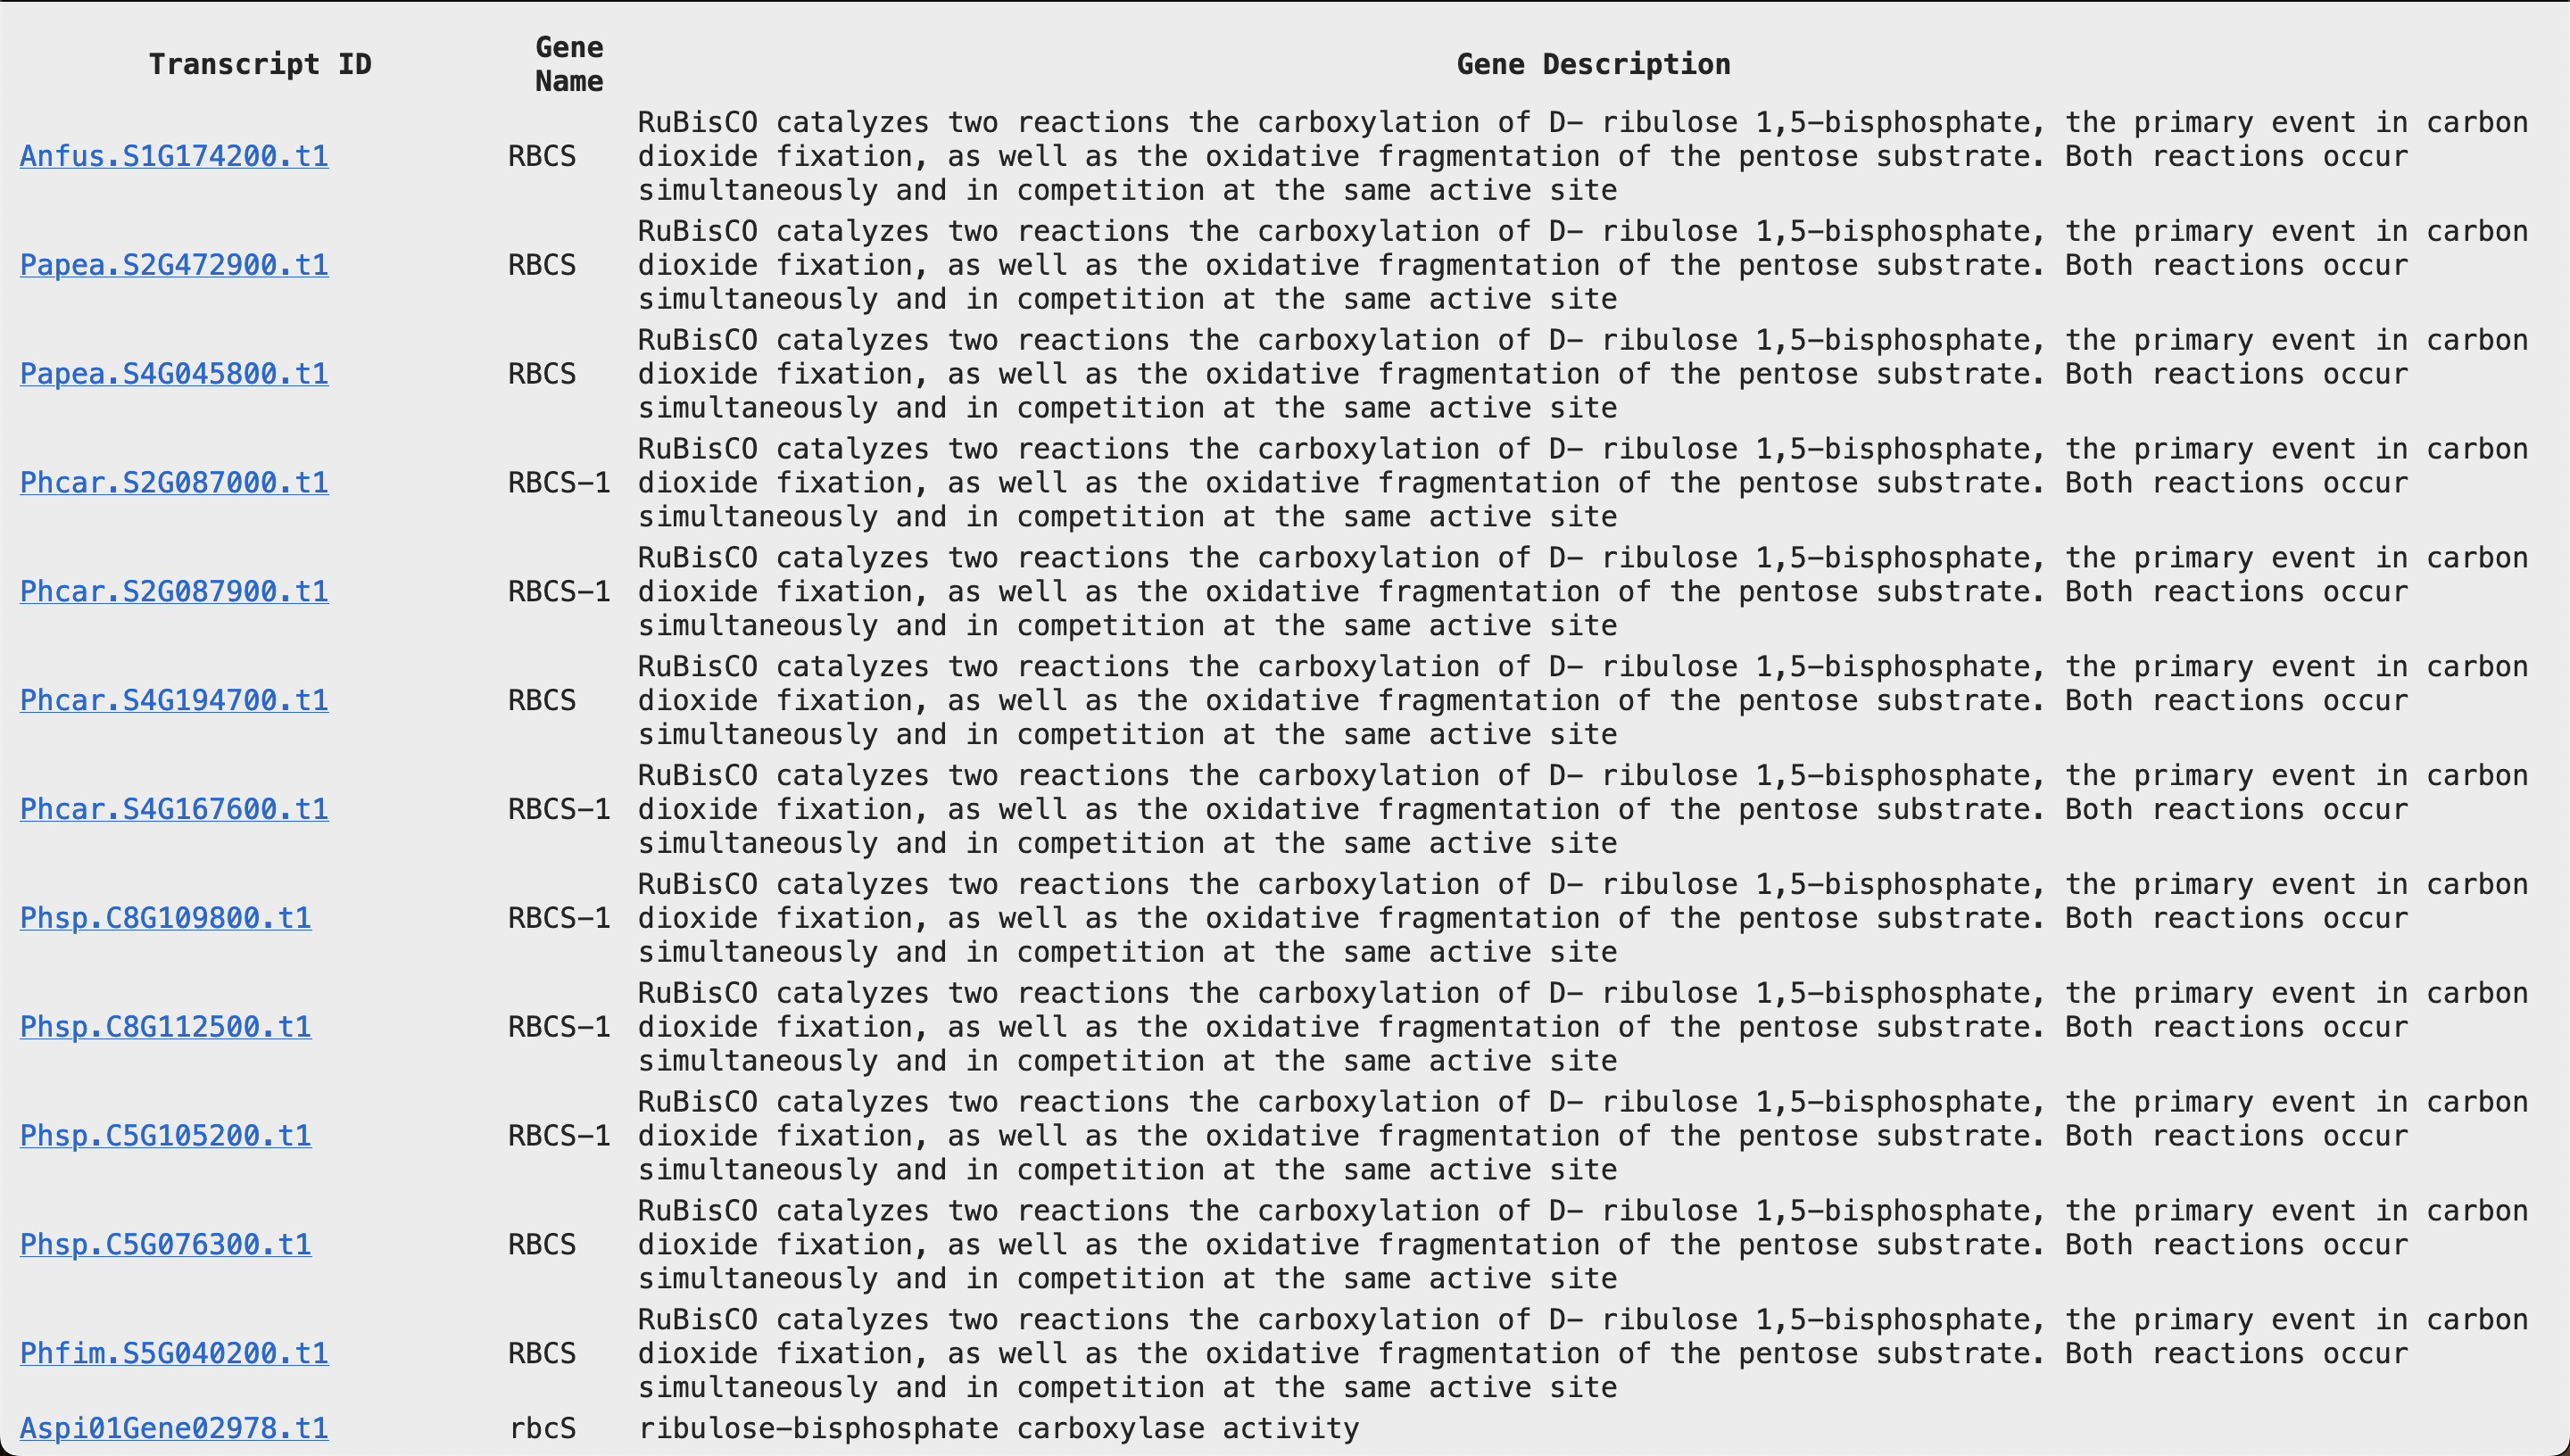 Transcript ID Gene Name Gene Description
RuBisCO catalyzes two reactions the carboxylation of D- ribulose 1,5-bisphosphate, the primary event in carbon
Anfus.S1G174200.t1 RBCS dioxide fixation, as well as the oxidative fragmentation of the pentose substrate. Both reactions occur
simultaneously and in competition at the same active site
RuBisCO catalyzes two reactions the carboxylation of D- ribulose 1,5-bisphosphate, the primary event in carbon
Papea.S2G472900.t1 RBCS dioxide fixation, as well as the oxidative fragmentation of the pentose substrate. Both reactions occur
simultaneously and in competition at the same active site
RuBisCO catalyzes two reactions the carboxylation of D- ribulose 1,5-bisphosphate, the primary event in carbon
Papea.S4G045800.t1 RBCS dioxide fixation, as well as the oxidative fragmentation of the pentose substrate. Both reactions occur
simultaneously and in competition at the same active site
RuBisCO catalyzes two reactions the carboxylation of D- ribulose 1,5-bisphosphate, the primary event in carbon
Phcar.S2G087000.t1 RBCS-1 dioxide fixation, as well as the oxidative fragmentation of the pentose substrate. Both reactions occur
simultaneously and in competition at the same active site
RuBisCO catalyzes two reactions the carboxylation of D- ribulose 1,5-bisphosphate, the primary event in carbon
Phcar.S2G087900.t1 RBCS-1 dioxide fixation, as well as the oxidative fragmentation of the pentose substrate. Both reactions occur
simultaneously and in competition at the same active site
RuBisCO catalyzes two reactions the carboxylation of D- ribulose 1,5-bisphosphate, the primary event in carbon
Phcar.S4G194700.t1 RBCS dioxide fixation, as well as the oxidative fragmentation of the pentose substrate. Both reactions occur
simultaneously and in competition at the same active site
RuBisCO catalyzes two reactions the carboxylation of D- ribulose 1,5-bisphosphate, the primary event in carbon
Phcar.S4G167600.t1 RBCS-1 dioxide fixation, as well as the oxidative fragmentation of the pentose substrate. Both reactions occur
simultaneously and in competition at the same active site
RuBisCO catalyzes two reactions the carboxylation of D- ribulose 1,5-bisphosphate, the primary event in carbon
Phsp.C8G109800.t1 RBCS-1 dioxide fixation, as well as the oxidative fragmentation of the pentose substrate. Both reactions occur
simultaneously and in competition at the same active site
RuBisCO catalyzes two reactions the carboxylation of D- ribulose 1,5-bisphosphate, the primary event in carbon
Phsp.C8G112500.t1 RBCS-1 dioxide fixation, as well as the oxidative fragmentation of the pentose substrate. Both reactions occur
simultaneously and in competition at the same active site
RuBisCO catalyzes two reactions the carboxylation of D- ribulose 1,5-bisphosphate, the primary event in carbon
Phsp.C5G105200.t1 RBCS-1 dioxide fixation, as well as the oxidative fragmentation of the pentose substrate. Both reactions occur
simultaneously and in competition at the same active site
RuBisCO catalyzes two reactions the carboxylation of D- ribulose 1,5-bisphosphate, the primary event in carbon
Phsp.C5G076300.t1 RBCS dioxide fixation, as well as the oxidative fragmentation of the pentose substrate. Both reactions occur
simultaneously and in competition at the same active site
RuBisCO catalyzes two reactions the carboxylation of D- ribulose 1,5-bisphosphate, the primary event in carbon
Phfim.S5G040200.t1 RBCS dioxide fixation, as well as the oxidative fragmentation of the pentose substrate. Both reactions occur
simultaneously and in competition at the same active site
Aspi01Gene02978.t1 rbcS ribulose-bisphosphate carboxylase activity